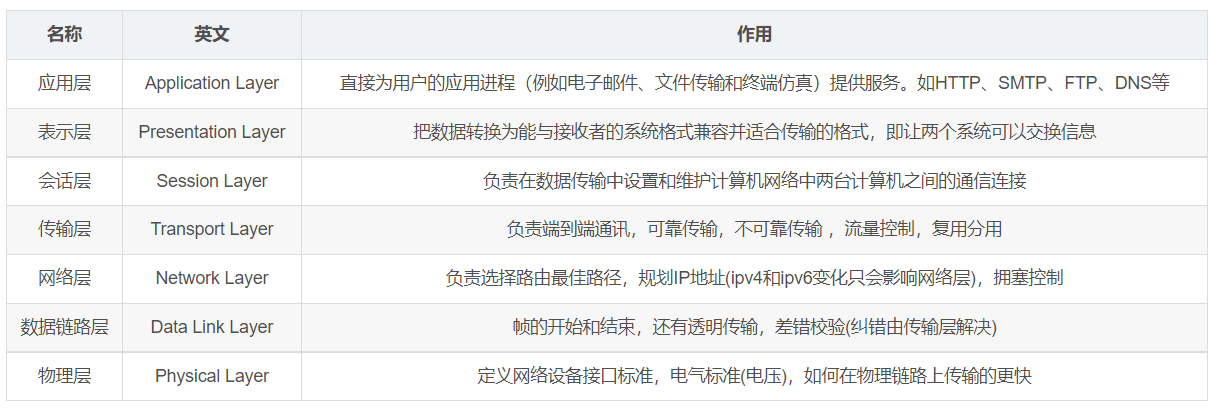 名称 英文 作用
应用层 Application Layer 直接为用户的应用进程（例如电子邮件、文件传输和终端仿真）提供服务。如HTTP、SMTP、FTP、DNS等
表示层 Presentation Layer 把数据转换为能与接收者的系统格式兼容并适合传输的格式，即让两个系统可以交换信息
会话层 Session Layer 负责在数据传输中设置和维护计算机网络中两台计算机之间的通信连接
传输层 Transport Layer 负责端到端通讯，可靠传输，不可靠传输 ，流量控制，复用分用
网络层 Network Layer 负责选择路由最佳路径，规划IP地址(ipv4和ipv6变化只会影响网络层)，拥塞控制
数据链路层 Data Link Layer 帧的开始和结束，还有透明传输，差错校验(纠错由传输层解决)
物理层 Physical Layer 定义网络设备接口标准，电气标准(电压)，如何在物理链路上传输的更快